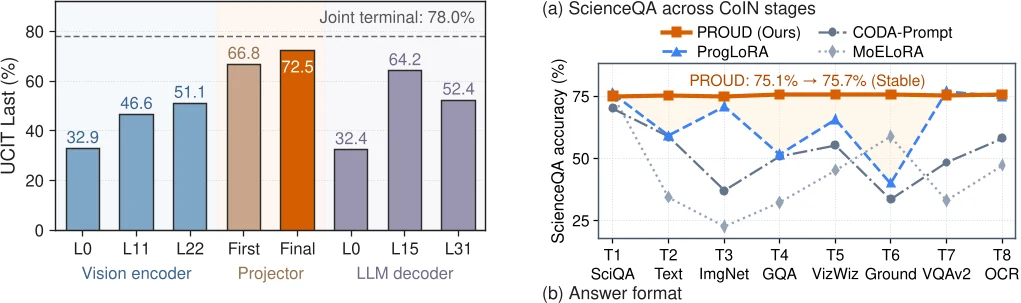 Joint terminal: 78.0%
UCIT Last (%)
80
60
40
20
0
32.9
46.6
51.1
66.8
72.5
32.4
64.2
52.4
L0 L11 L22 First Final L0 L15 L31
Vision encoder Projector LLM decoder
(a) ScienceQA across CoIN stages
PROUD (Ours) CODA-Prompt
ProgLoRA MoELoRA
PROUD: 75.1% → 75.7% (Stable)
ScienceQA accuracy (%)
75
50
25
T1 T2 T3 T4 T5 T6 T7 T8
SciQA Text ImgNet GQA VizWiz Ground VQAv2 OCR
(b) Answer format